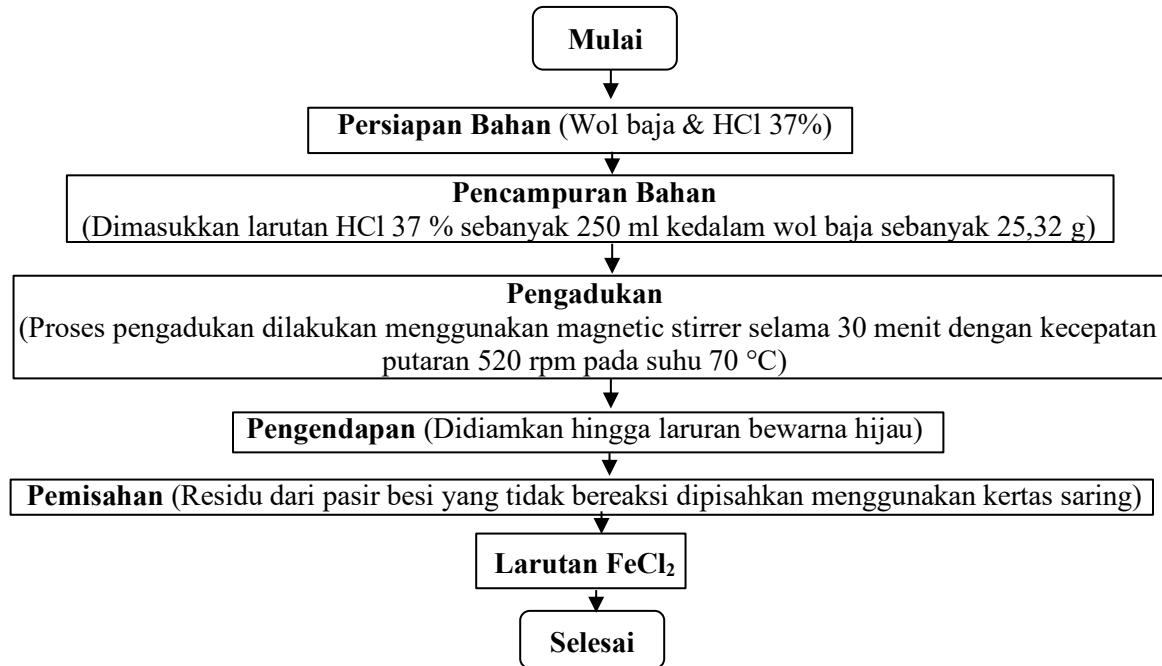 Mulai
Persiapan Bahan (Wol baja & HCl 37%)
Pencampuran Bahan
(Dimasukkan larutan HCl 37 % sebanyak 250 ml kedalam wol baja sebanyak 25,32 g)
Pengadukan
(Proses pengadukan dilakukan menggunakan magnetic stirrer selama 30 menit dengan kecepatan
putaran 520 rpm pada suhu 70 °C)
Pengendapan (Didiamkan hingga laruran bewarna hijau)
Pemisahan (Residu dari pasir besi yang tidak bereaksi dipisahkan menggunakan kertas saring)
Larutan FeCl₂
Selesai